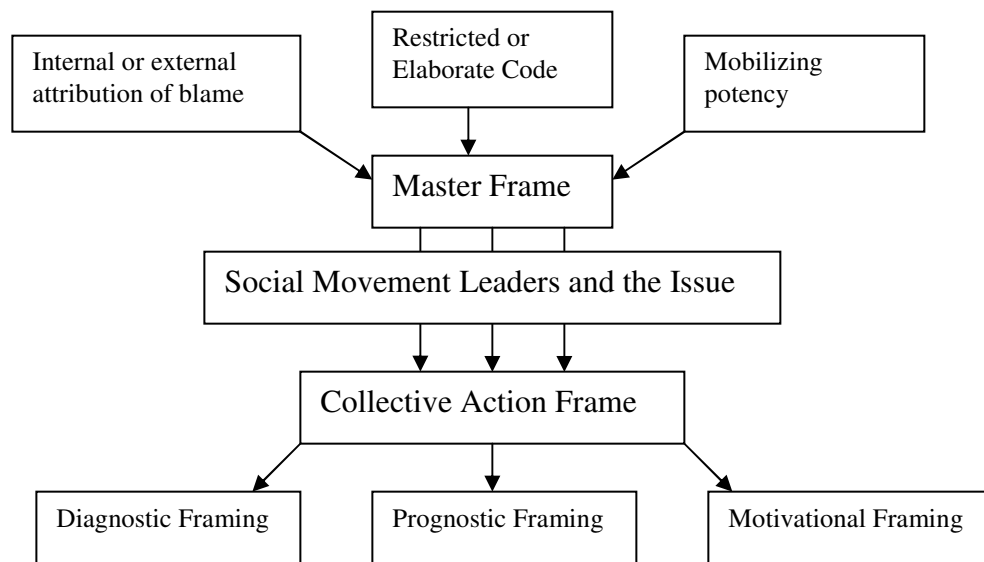 Internal or external
attribution of blame
Restricted or
Elaborate Code
Mobilizing
potency
Master Frame
Social Movement Leaders and the Issue
Collective Action Frame
Diagnostic Framing
Prognostic Framing
Motivational Framing